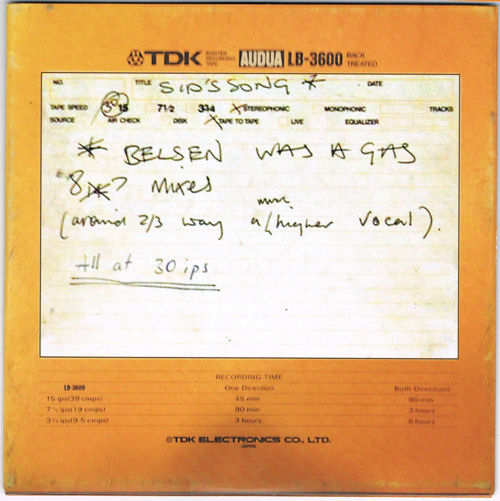 TDK MASTER RECORDING TAPE AUDUA LB-3600 BACK TREATED
NO. TITLE SID'S SONG * DATE
TAPE SPEED 30 15 71-2 33-4 X STEREOPHONIC MONOPHONIC TRACKS
SOURCE AIR CHECK DISK X TAPE TO TAPE LIVE EQUALIZER
* BELSEN WAS A GAS
8 7 MIXES
(around 2/3 way a/ higher vocal).
All at 30 ips
RECORDING TIME
LB-3600 One Direction Both Directions
15 ips(38 cmps) 45 min 90 min
7½ ips(19 cmps) 90 min 3 hours
3¾ ips(9.5 cmps) 3 hours 6 hours
©TDK ELECTRONICS CO., LTD.
JAPAN